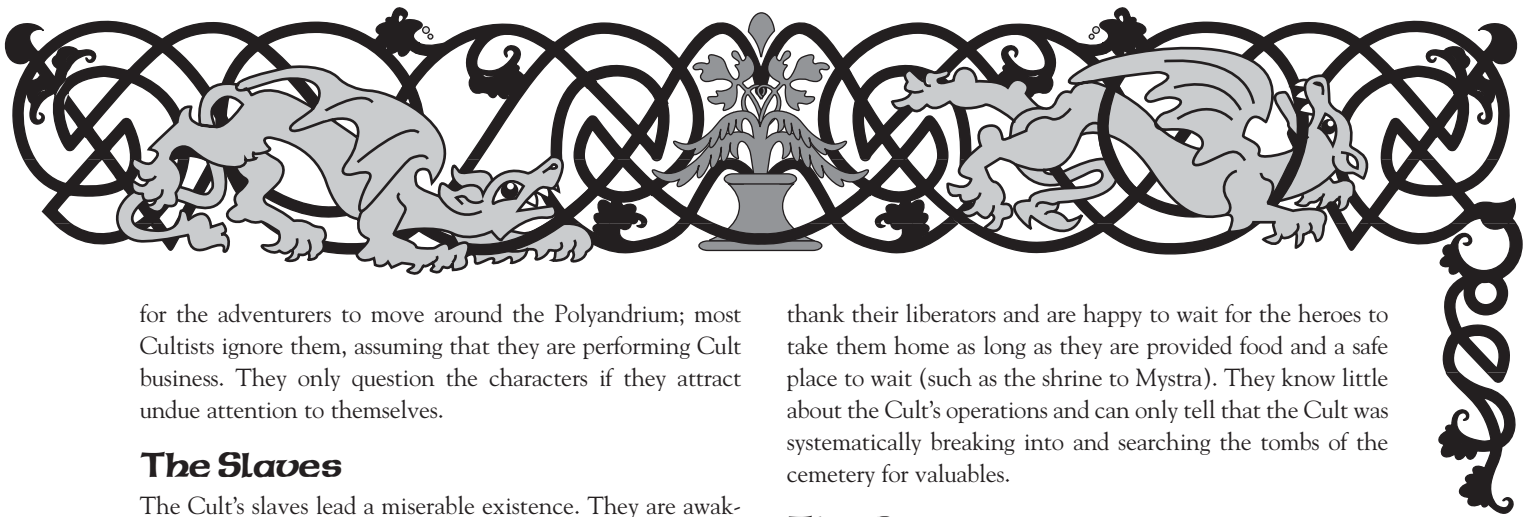 for the adventurers to move around the Polyandrium; most
Cultists ignore them, assuming that they are performing Cult
business. They only question the characters if they attract
undue attention to themselves.
The Slaves
The Cult's slaves lead a miserable existence. They are awak-
thank their liberators and are happy to wait for the heroes to
take them home as long as they are provided food and a safe
place to wait (such as the shrine to Mystra). They know little
about the Cult's operations and can only tell that the Cult was
systematically breaking into and searching the tombs of the
cemetery for valuables.